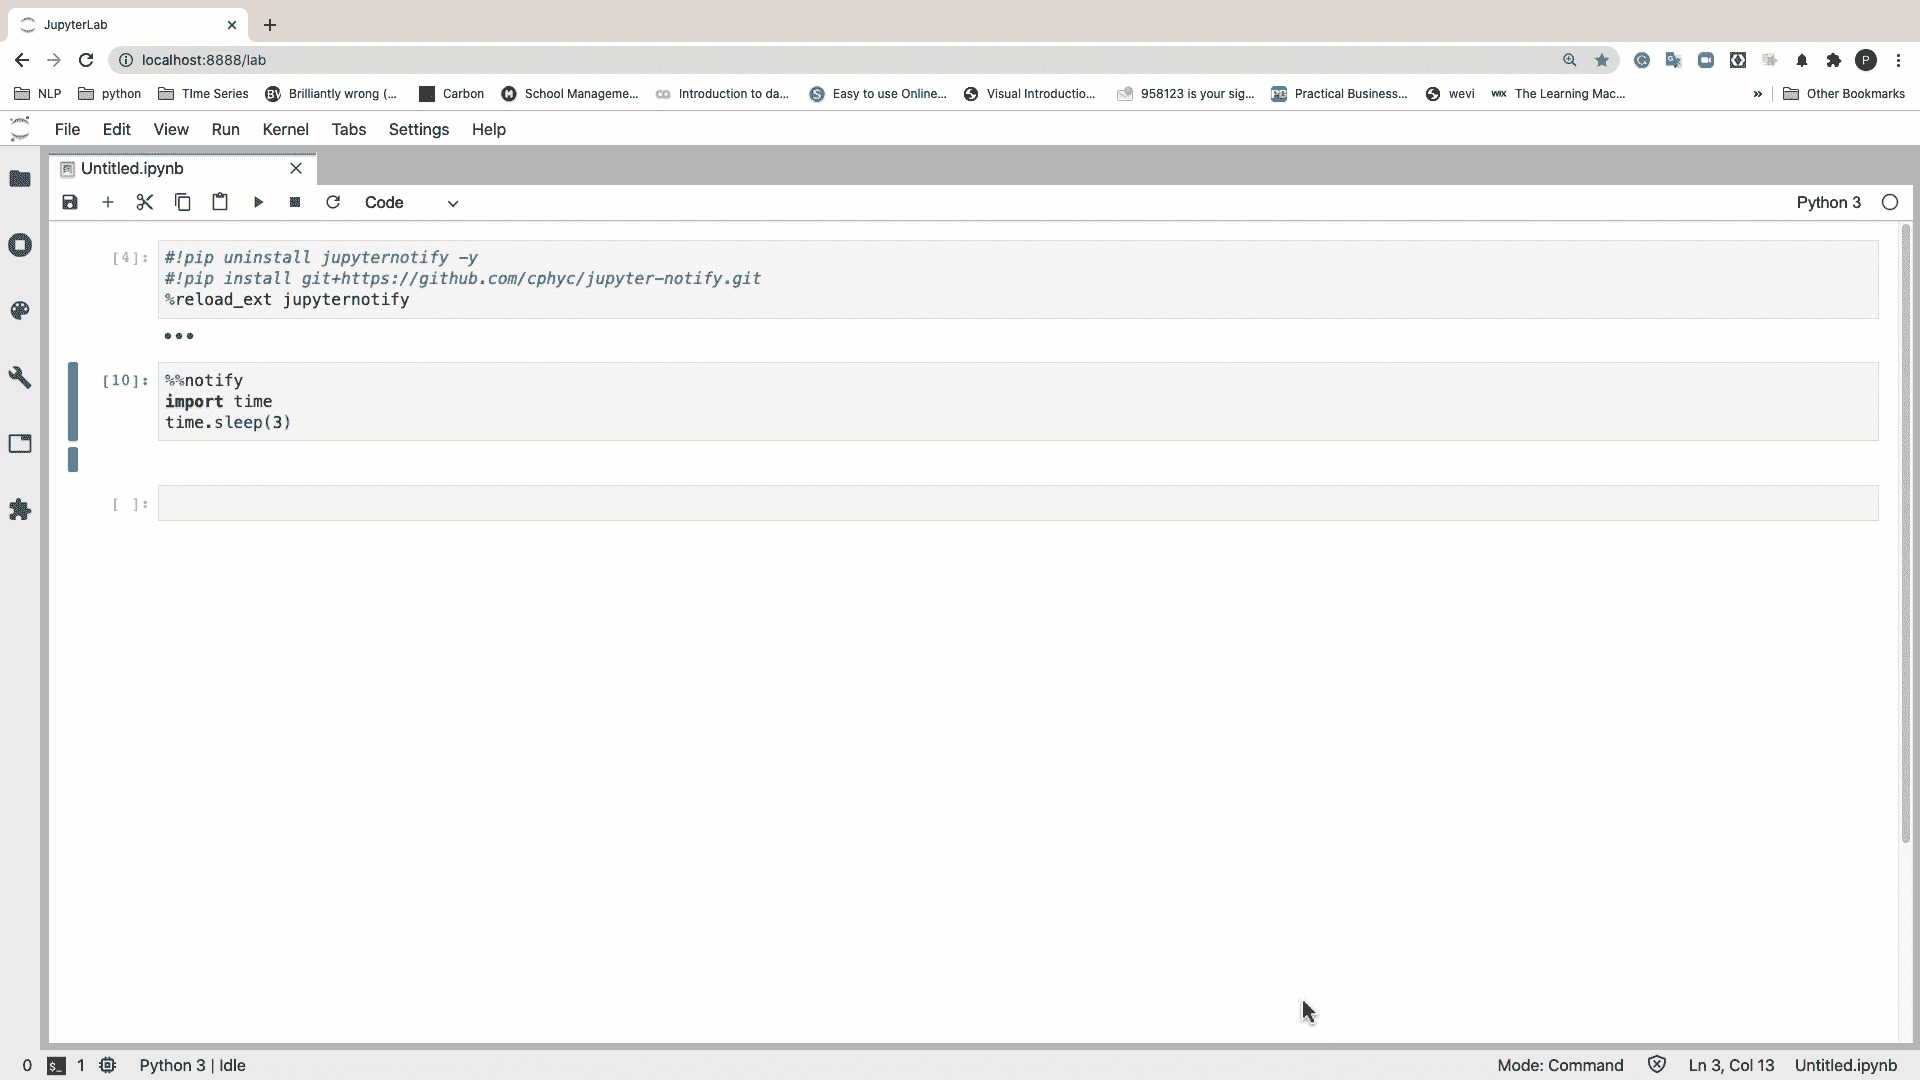 JupyterLab
localhost:8888/lab
P
NLP python TIme Series BV Brilliantly wrong (... Carbon School Manageme... Introduction to da... Easy to use Online... Visual Introductio... 958123 is your sig... Practical Business... wevi WiX The Learning Mac... » Other Bookmarks
File Edit View Run Kernel Tabs Settings Help
Untitled.ipynb
Code Python 3
[4]: #!pip uninstall jupyternotify -y
#!pip install git+https://github.com/cphyc/jupyter-notify.git
%reload_ext jupyternotify
[10]: %%notify
import time
time.sleep(3)
[ ]:
0 $_ 1 Python 3 | Idle Mode: Command Ln 3, Col 13 Untitled.ipynb